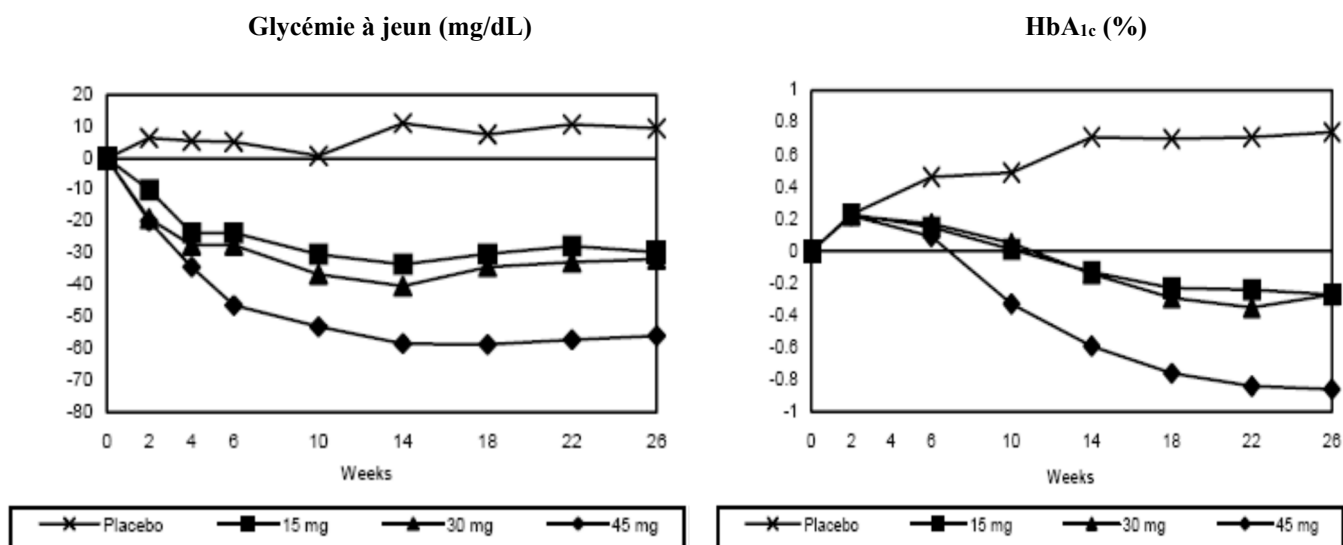 Glycémie à jeun (mg/dL)
20
10
0
-10
-20
-30
-40
-50
-60
-70
-80
0 2 4 6 10 14 18 22 26
Weeks
Placebo 15 mg 30 mg 45 mg
HbA1c (%)
1
0.8
0.6
0.4
0.2
0
-0.2
-0.4
-0.6
-0.8
-1
0 2 4 6 10 14 18 22 26
Weeks
Placebo 15 mg 30 mg 45 mg